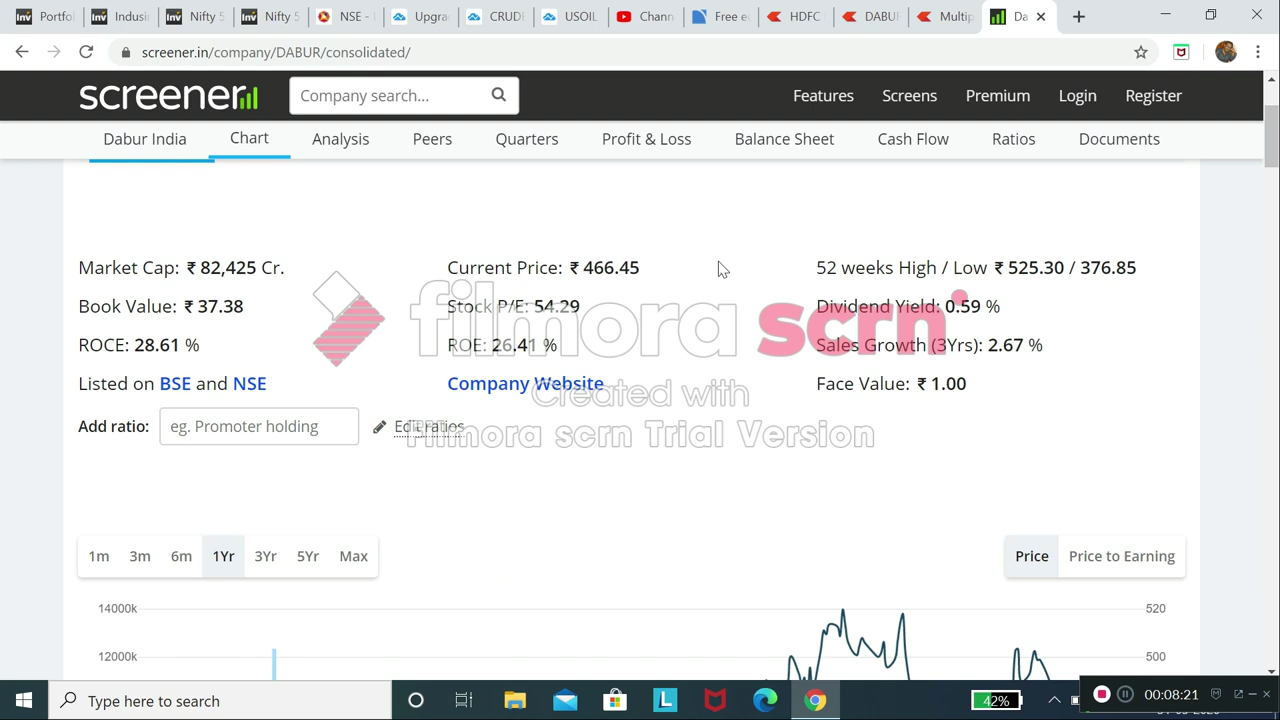 Portfo
Indusi
Nifty 5
Nifty 5
NSE -
Upgra
CRUDE
USOIL
Chann
Free e
HDFC
DABUR
Multip
Da
screener.in/company/DABUR/consolidated/
screener
Company search...
Features
Screens
Premium
Login
Register
Dabur India
Chart
Analysis
Peers
Quarters
Profit & Loss
Balance Sheet
Cash Flow
Ratios
Documents
Market Cap: ₹ 82,425 Cr.
Current Price: ₹ 466.45
52 weeks High / Low ₹ 525.30 / 376.85
Book Value: ₹ 37.38
Stock P/E: 54.29
Dividend Yield: 0.59 %
ROCE: 28.61 %
ROE: 26.41 %
Sales Growth (3Yrs): 2.67 %
Listed on BSE and NSE
Company Website
Face Value: ₹ 1.00
Add ratio:
eg. Promoter holding
Edit ratios
filmora scrn
Created with
Filmora scrn Trial Version
1m
3m
6m
1Yr
3Yr
5Yr
Max
Price
Price to Earning
14000k
520
12000k
500
Type here to search
42%
00:08:21